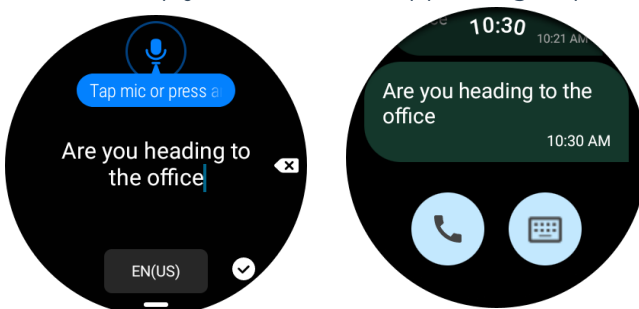 Tap mic or press a
Are you heading to
the office
EN(US)
10:30
10:21 AM
Are you heading to the
office
10:30 AM